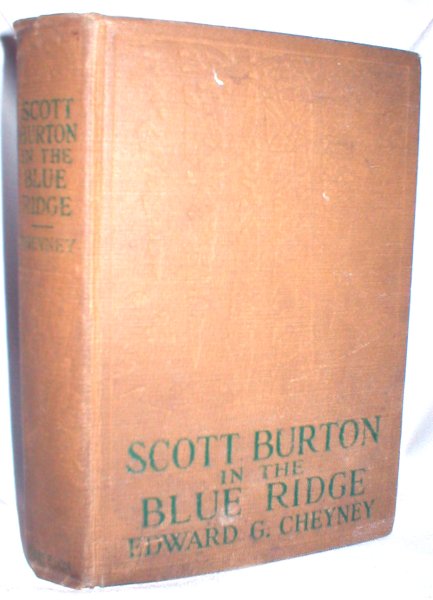 SCOTT
BURTON
IN THE
BLUE
RIDGE
CHEYNEY
SCOTT BURTON
IN THE
BLUE RIDGE
EDWARD G. CHEYNEY